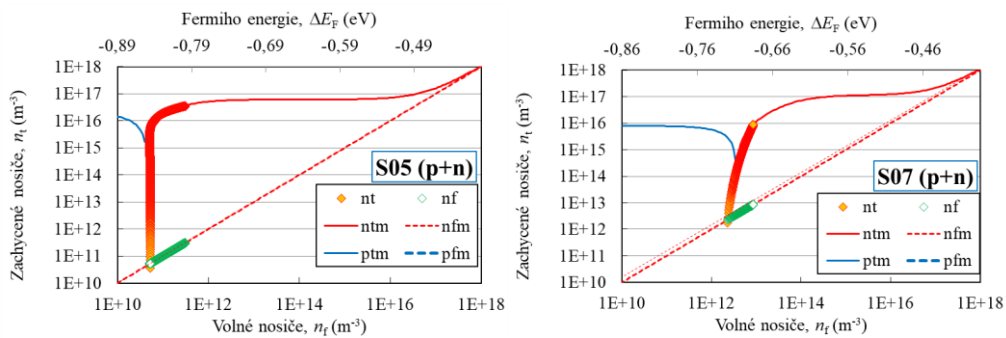 Fermiho energie, ΔEF (eV)
-0,89 -0,79 -0,69 -0,59 -0,49
1E+18
1E+17
1E+16
1E+15
1E+14
1E+13
1E+12
1E+11
1E+10
Zachycené nosiče, nt (m-3)
S05 (p+n)
nt nf
ntm nfm
ptm pfm
1E+10 1E+12 1E+14 1E+16 1E+18
Volné nosiče, nf (m-3)
Fermiho energie, ΔEF (eV)
-0,86 -0,76 -0,66 -0,56 -0,46
1E+18
1E+17
1E+16
1E+15
1E+14
1E+13
1E+12
1E+11
1E+10
Zachycené nosiče, nt (m-3)
S07 (p+n)
nt nf
ntm nfm
ptm pfm
1E+10 1E+12 1E+14 1E+16 1E+18
Volné nosiče, nf (m-3)